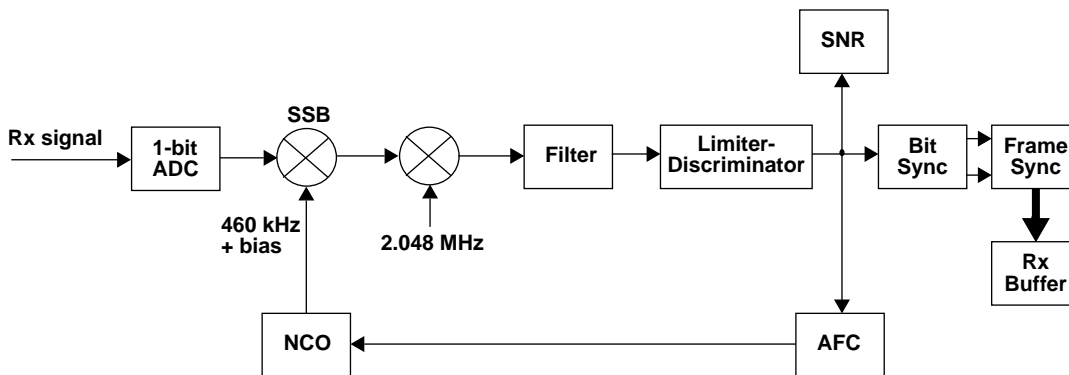 SNR
SSB
Rx signal
1-bit
ADC
Filter
Limiter-
Discriminator
Bit
Sync
Frame
Sync
460 kHz
+ bias
2.048 MHz
Rx
Buffer
NCO
AFC